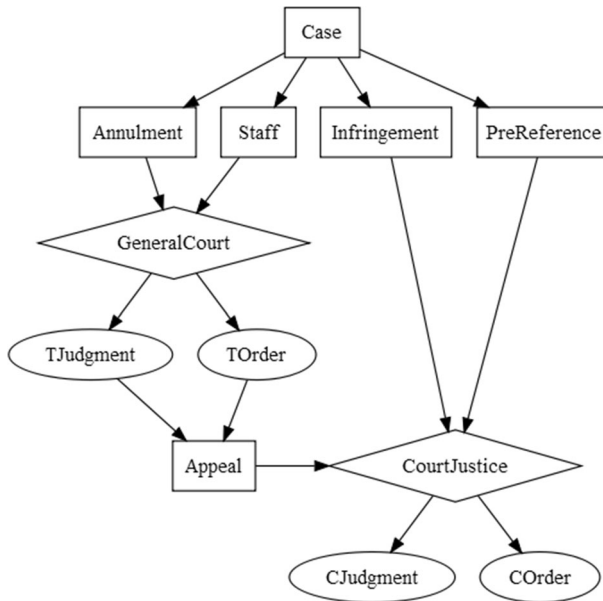 Case
Annulment
Staff
Infringement
PreReference
GeneralCourt
TJudgment
TOrder
Appeal
CourtJustice
CJudgment
COrder